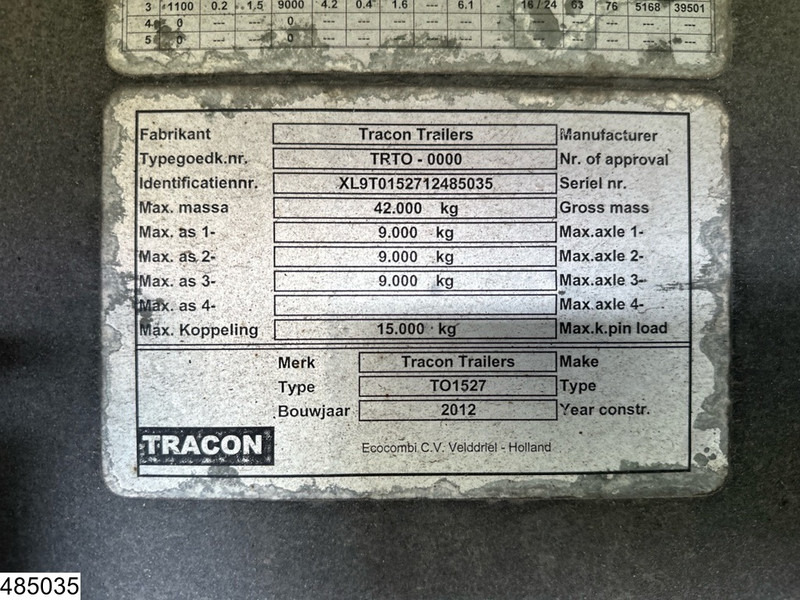 3 1100 0.2 1,5 9000 4.2 0.4 1.6 --- 6.1 - 16 / 24 63 76 5168 39501
4 0 --- --- 0 --- --- --- --- --- - --- --- --- --- ---
5 0 --- --- 0 --- --- --- --- --- - --- --- --- --- ---
Fabrikant Tracon Trailers Manufacturer
Typegoedk.nr. TRTO - 0000 Nr. of approval
Identificatiennr. XL9T0152712485035 Seriel nr.
Max. massa 42.000 kg Gross mass
Max. as 1- 9.000 kg Max.axle 1-
Max. as 2- 9.000 kg Max.axle 2-
Max. as 3- 9.000 kg Max.axle 3-
Max. as 4- Max.axle 4-
Max. Koppeling 15.000 kg Max.k.pin load
Merk Tracon Trailers Make
Type TO1527 Type
Bouwjaar 2012 Year constr.
TRACON Ecocombi C.V. Velddriel - Holland
485035